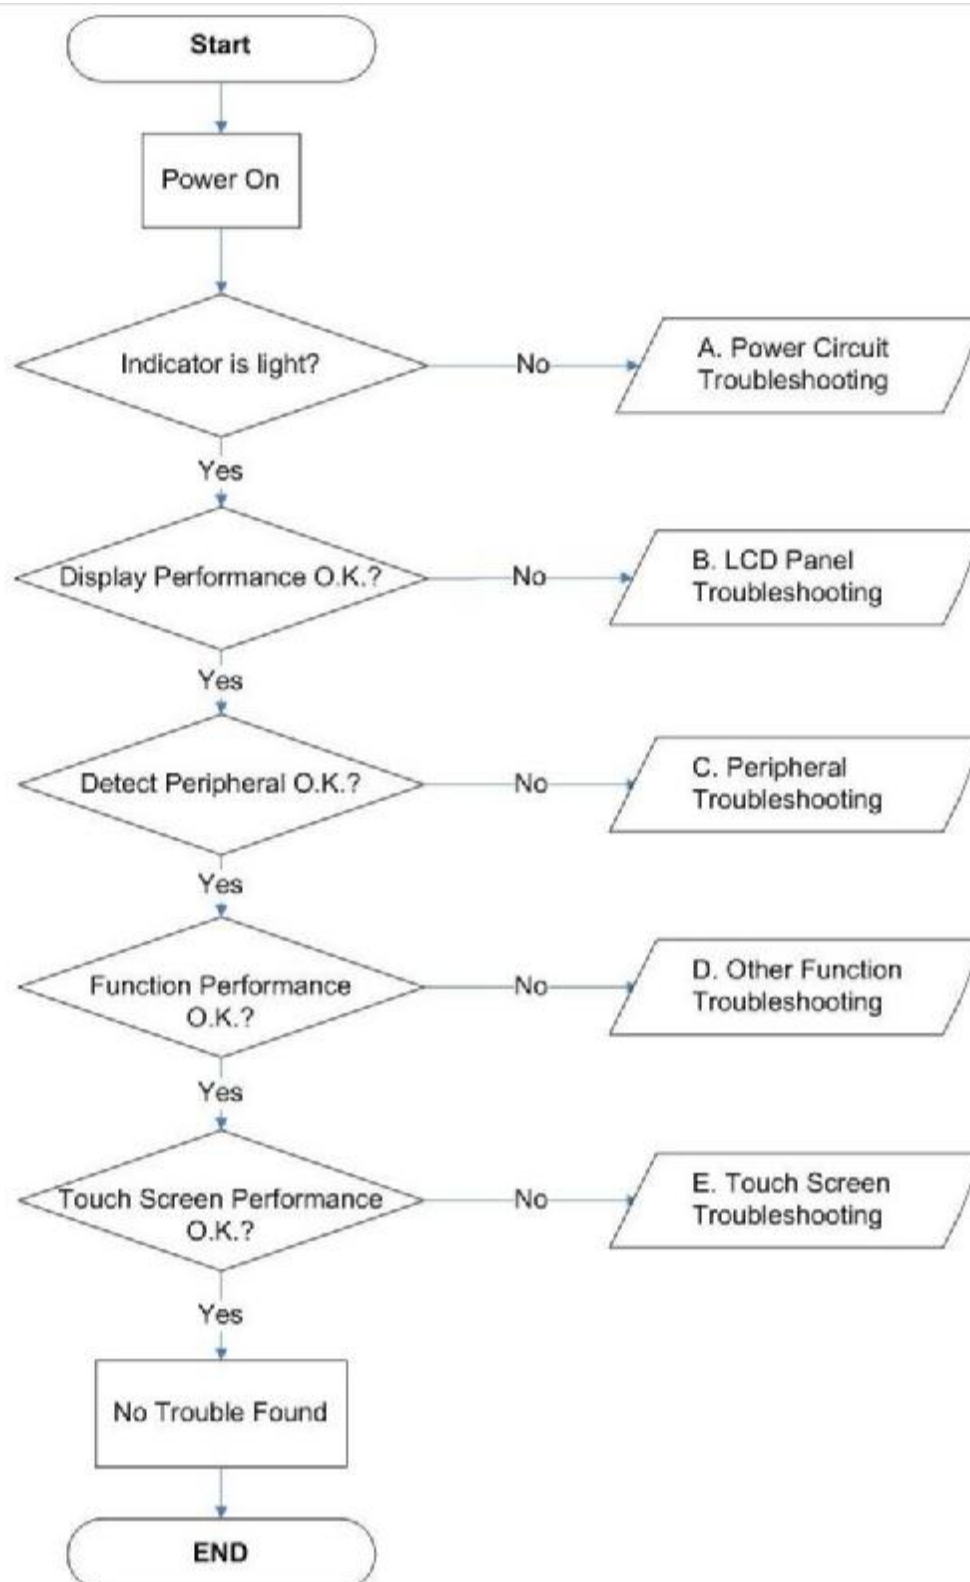 Start
Power On
Indicator is light?
No
A. Power Circuit
Troubleshooting
Yes
Display Performance O.K.?
No
B. LCD Panel
Troubleshooting
Yes
Detect Peripheral O.K.?
No
C. Peripheral
Troubleshooting
Yes
Function Performance
O.K.?
No
D. Other Function
Troubleshooting
Yes
Touch Screen Performance
O.K.?
No
E. Touch Screen
Troubleshooting
Yes
No Trouble Found
END